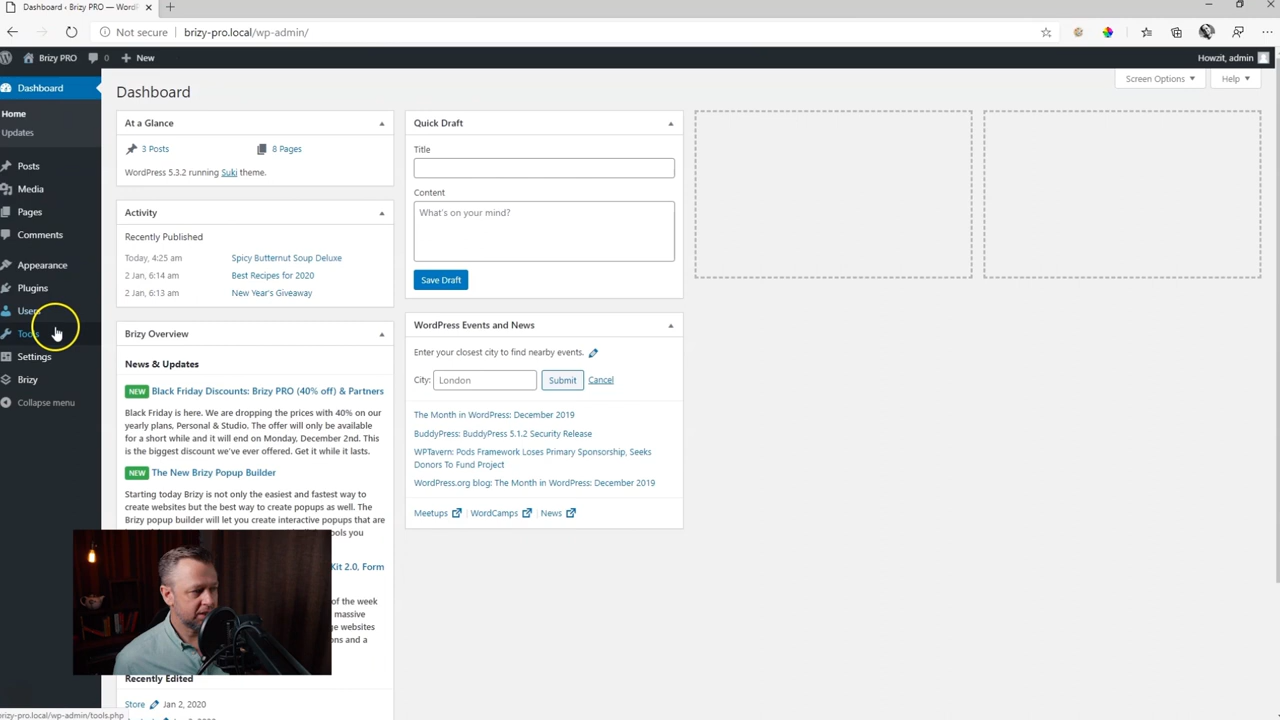 Dashboard ‹ Brizy PRO — Word
Not secure
brizy-pro.local/wp-admin/
Brizy PRO
0
New
Howzit, admin
Dashboard
Home
Updates
Posts
Media
Pages
Comments
Appearance
Plugins
Users
Tools
Settings
Brizy
Collapse menu
Dashboard
Screen Options
Help
At a Glance
3 Posts
8 Pages
WordPress 5.3.2 running Suki theme.
Activity
Recently Published
Today, 4:25 am Spicy Butternut Soup Deluxe
2 Jan, 6:14 am Best Recipes for 2020
2 Jan, 6:13 am New Year's Giveaway
Brizy Overview
News & Updates
NEW Black Friday Discounts: Brizy PRO (40% off) & Partners
Black Friday is here. We are dropping the prices with 40% on our
yearly plans, Personal & Studio. The offer will only be available
for a short while and it will end on Monday, December 2nd. This
is the biggest discount we've ever offered. Get it while it lasts.
NEW The New Brizy Popup Builder
Starting today Brizy is not only the easiest and fastest way to
create websites but the best way to create popups as well. The
Brizy popup builder will let you create interactive popups that are
ols you
Kit 2.0, Form
of the week
massive
ge websites
ons and a
Recently Edited
Store Jan 2, 2020
Quick Draft
Title
Content
What's on your mind?
Save Draft
WordPress Events and News
Enter your closest city to find nearby events.
City: London Submit Cancel
The Month in WordPress: December 2019
BuddyPress: BuddyPress 5.1.2 Security Release
WPTavern: Pods Framework Loses Primary Sponsorship, Seeks
Donors To Fund Project
WordPress.org blog: The Month in WordPress: December 2019
Meetups | WordCamps | News
brizy-pro.local/wp-admin/tools.php